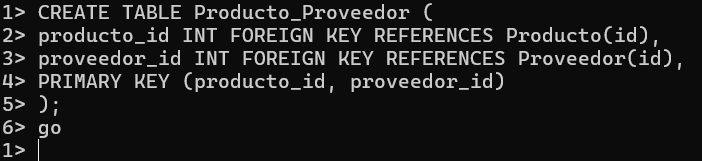 1> CREATE TABLE Producto_Proveedor (
2> producto_id INT FOREIGN KEY REFERENCES Producto(id),
3> proveedor_id INT FOREIGN KEY REFERENCES Proveedor(id),
4> PRIMARY KEY (producto_id, proveedor_id)
5> );
6> go
1>